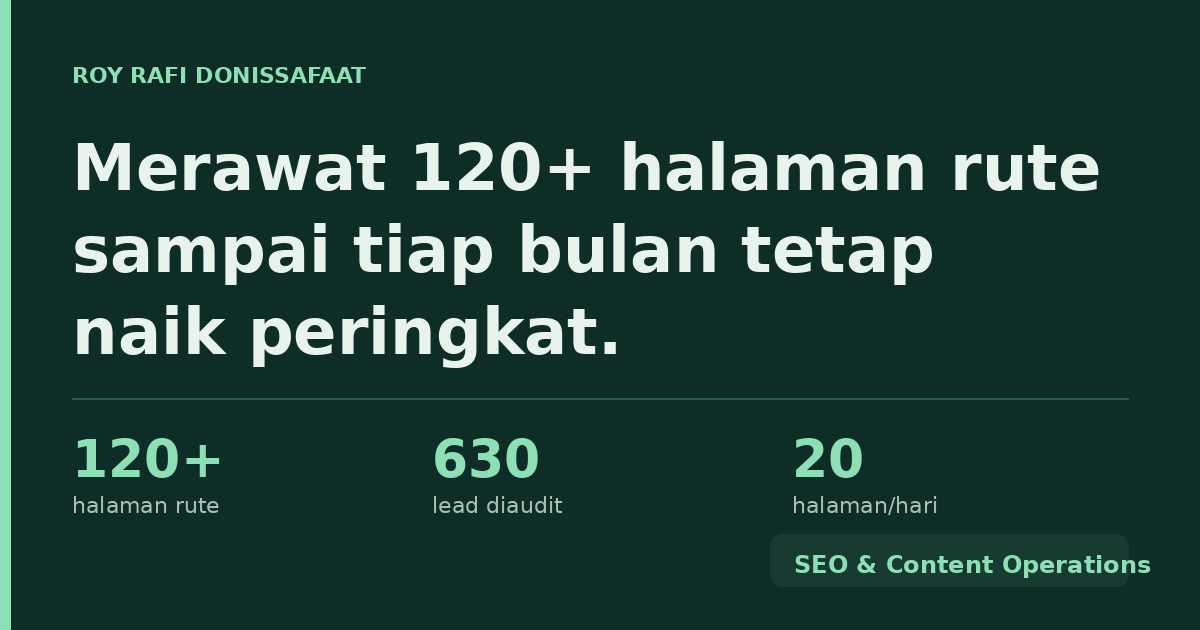 ROY RAFI DONISSAFAAT
Merawat 120+ halaman rute
sampai tiap bulan tetap
naik peringkat.
120+
halaman rute
630
lead diaudit
20
halaman/hari
SEO & Content Operations